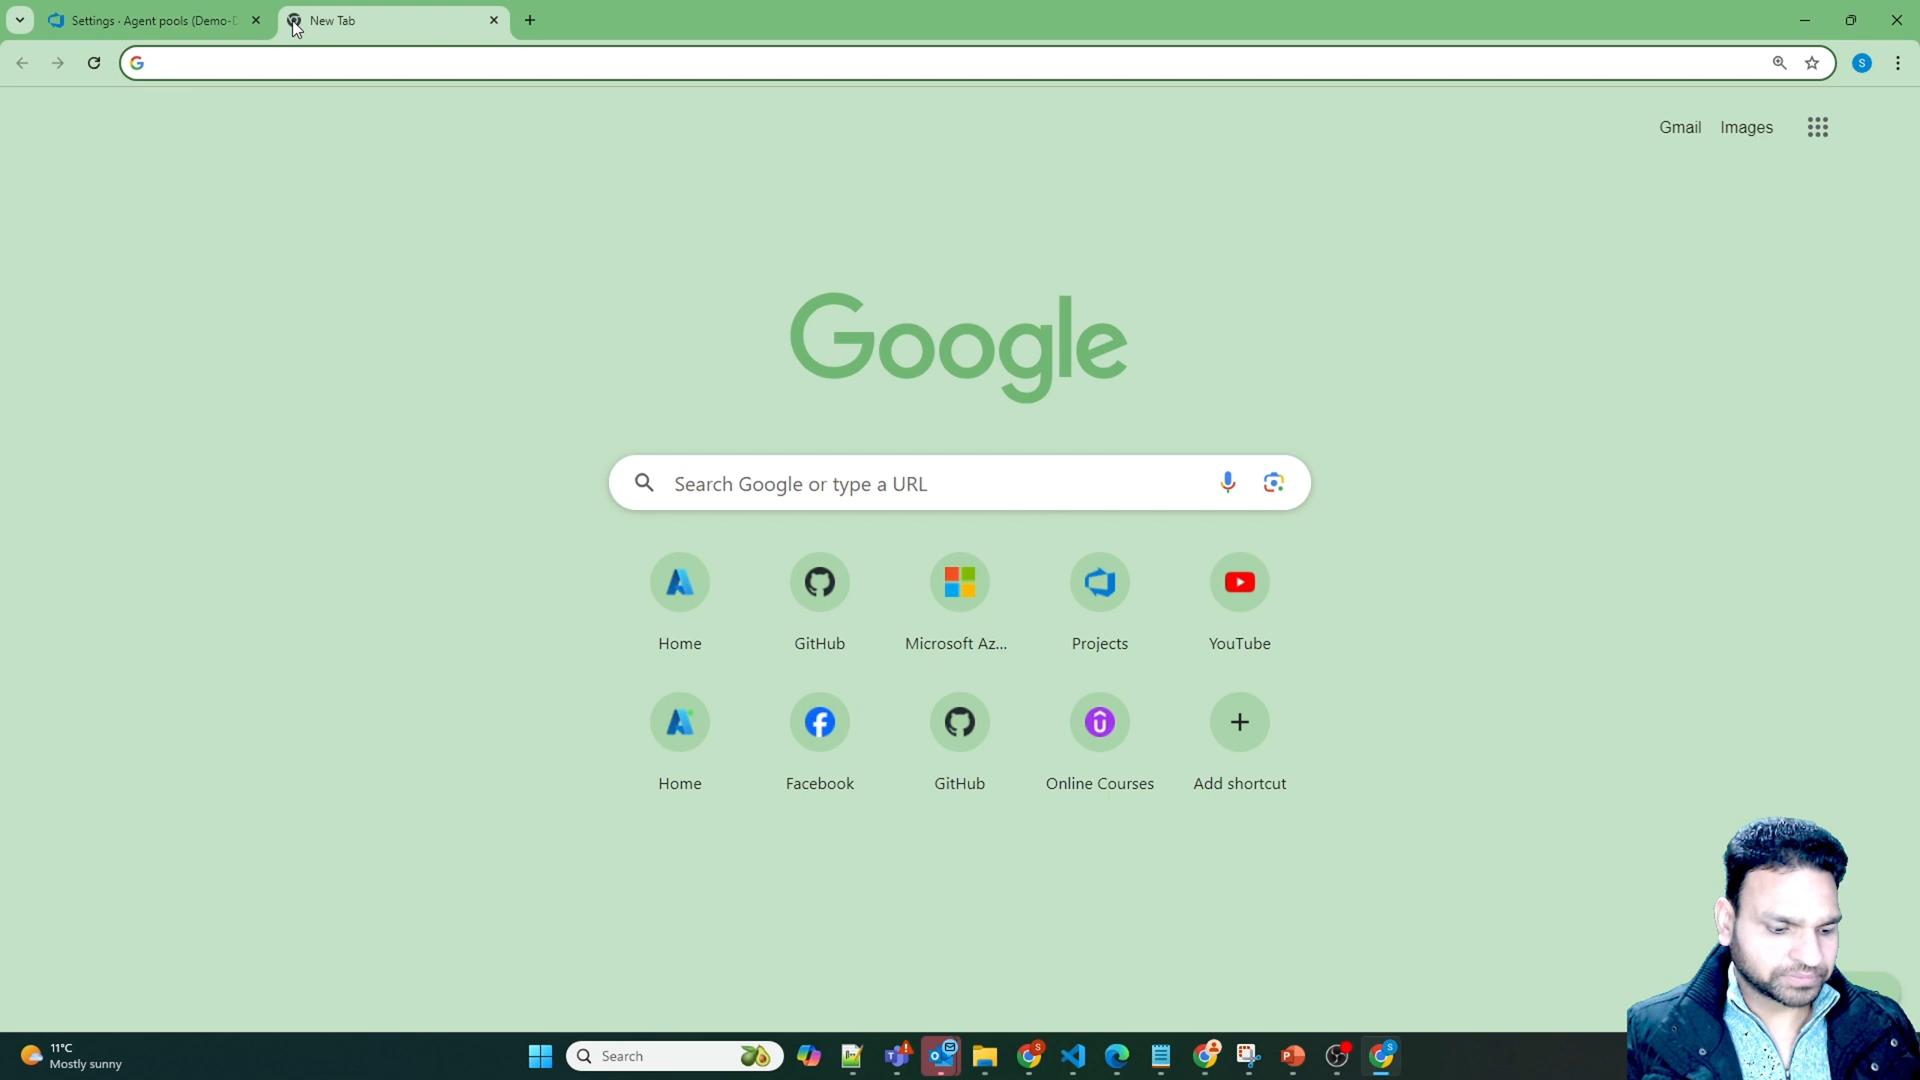 Settings · Agent pools (Demo-D
New Tab
S
Gmail
Images
Google
Search Google or type a URL
Home
GitHub
Microsoft Az...
Projects
YouTube
Home
Facebook
GitHub
Online Courses
Add shortcut
11°C
Mostly sunny
Search